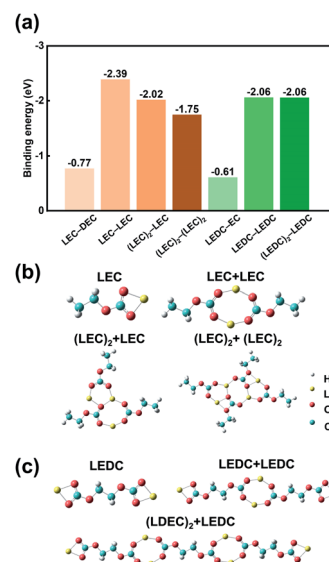 (a)
Binding energy (eV)
-3
-2
-1
0
-0.77
-2.39
-2.02
-1.75
-0.61
-2.06
-2.06
LEC–DEC
LEC–LEC
(LEC)₂–LEC
(LEC)₂–(LEC)₂
LEDC–EC
LEDC–LEDC
(LEDC)₂–LEDC
(b)
LEC
LEC+LEC
(LEC)₂+LEC
(LEC)₂+ (LEC)₂
H
(c)
LEDC
LEDC+LEDC
(LDEC)₂+LEDC